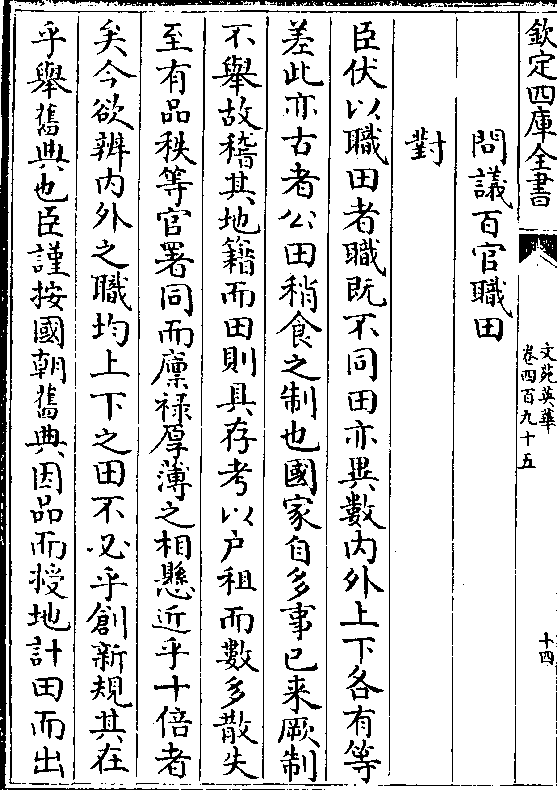 欽定四庫全書
文苑英華
卷四百九十五
十四
問議百官職田
對
臣伏以職田者職既不同田亦異數内外上下各有等
差此亦古者公田稍食之制也國家自多事已来厥制
不舉故稽其地籍而田則具存考以户租而數多散失
至有品秩等官署同而廩禄厚薄之相懸近乎十倍者
矣今欲辨内外之職均上下之田不必乎創新規其在
乎舉舊典也臣謹按國朝舊典因品而授地計田而出